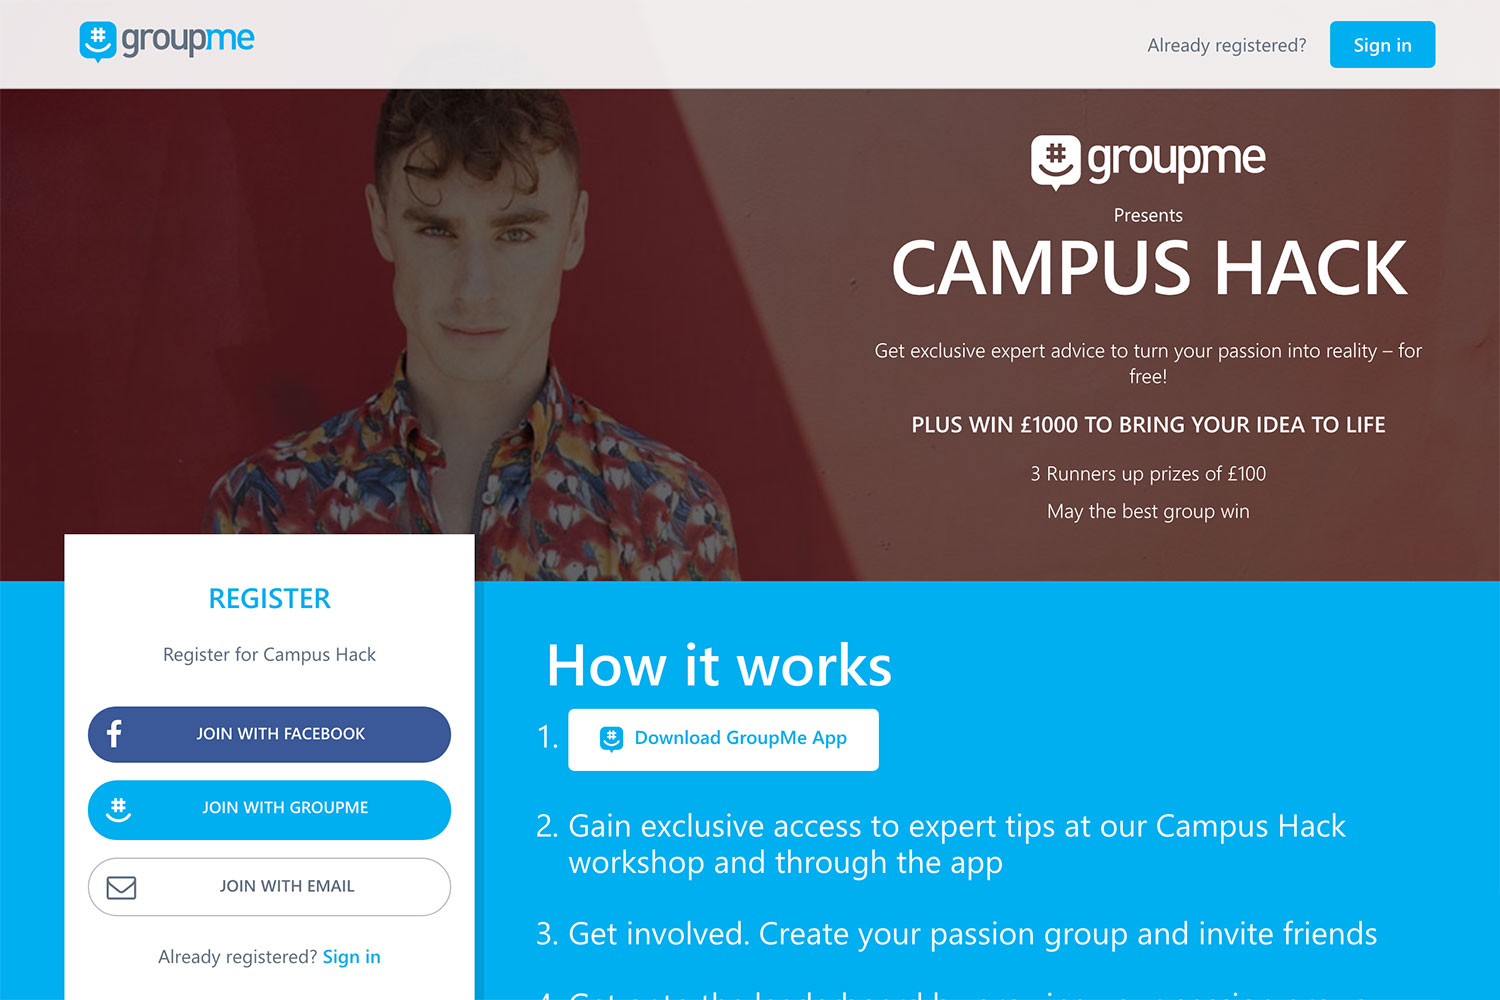 groupme
Already registered?
Sign in
groupme
Presents
CAMPUS HACK
Get exclusive expert advice to turn your passion into reality – for
free!
PLUS WIN £1000 TO BRING YOUR IDEA TO LIFE
3 Runners up prizes of £100
May the best group win
REGISTER
Register for Campus Hack
JOIN WITH FACEBOOK
JOIN WITH GROUPME
JOIN WITH EMAIL
Already registered? Sign in
How it works
1. Download GroupMe App
2. Gain exclusive access to expert tips at our Campus Hack
workshop and through the app
3. Get involved. Create your passion group and invite friends